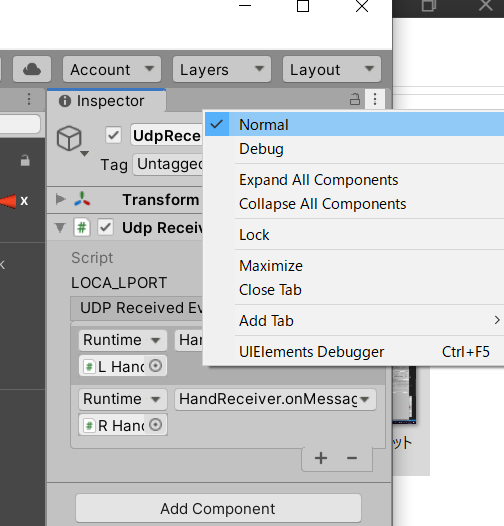 Account
Layers
Layout
Inspector
UdpRece
Tag Untagged
Transform
Udp Receiv
Script
LOCA_LPORT
UDP Received Ev
Runtime
Han
L Hand
Runtime
HandReceiver.onMessag
R Hand
Add Component
Normal
Debug
Expand All Components
Collapse All Components
Lock
Maximize
Close Tab
Add Tab
UIElements Debugger Ctrl+F5
x
ット